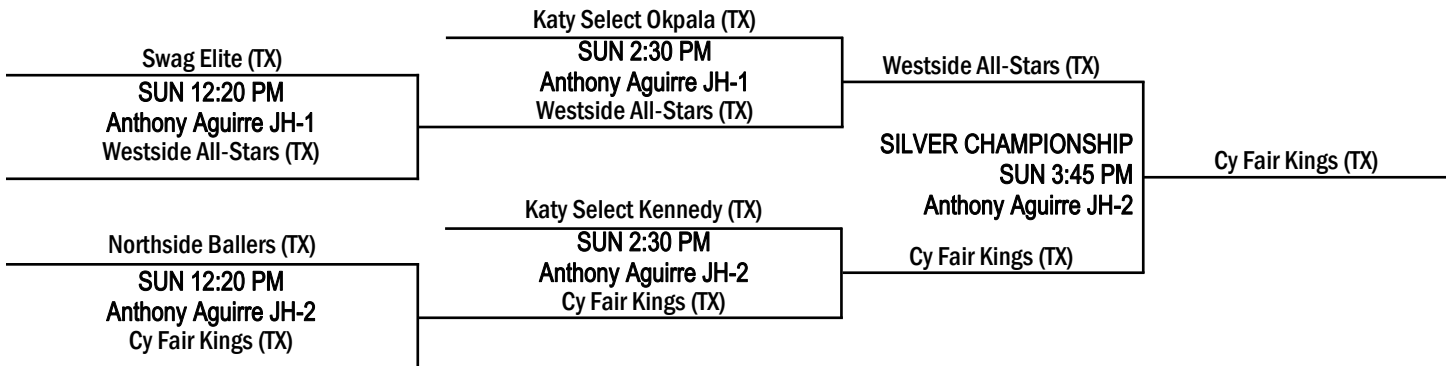 Katy Select Okpala (TX)
Swag Elite (TX)
SUN 2:30 PM
Anthony Aguirre JH-1
Westside All-Stars (TX)
Westside All-Stars (TX)
SUN 12:20 PM
Anthony Aguirre JH-1
Westside All-Stars (TX)
SILVER CHAMPIONSHIP
SUN 3:45 PM
Anthony Aguirre JH-2
Cy Fair Kings (TX)
Katy Select Kennedy (TX)
Northside Ballers (TX)
SUN 2:30 PM
Anthony Aguirre JH-2
Cy Fair Kings (TX)
Cy Fair Kings (TX)
SUN 12:20 PM
Anthony Aguirre JH-2
Cy Fair Kings (TX)